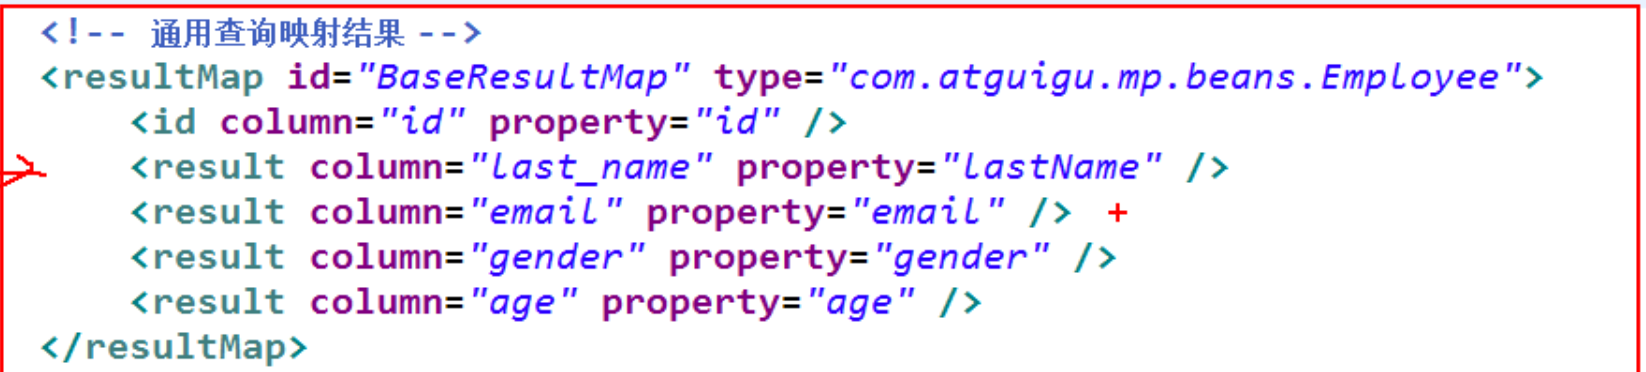 <!-- 通用查询映射结果 -->
<resultMap id="BaseResultMap" type="com.atguigu.mp.beans.Employee">
<id column="id" property="id" />
<result column="last_name" property="lastName" />
<result column="email" property="email" /> +
<result column="gender" property="gender" />
<result column="age" property="age" />
</resultMap>